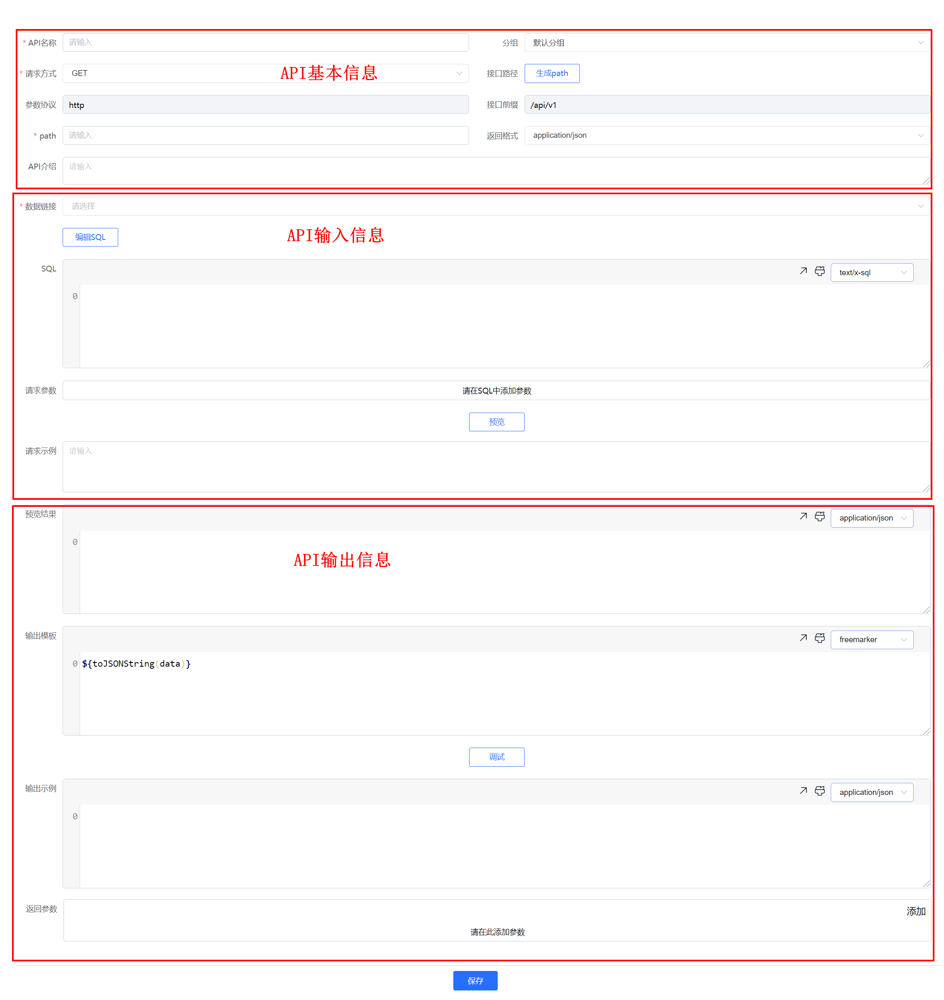 * API名称 请输入 分组 默认分组
* 请求方式 GET API基本信息 接口路径 生成path
参数协议 http 接口前缀 /api/v1
* path 请输入 返回格式 application/json
API介绍 请输入
* 数据链接 请选择
编辑SQL API输入信息
SQL text/x-sql
0
请求参数 请在SQL中添加参数
预览
请求示例 请输入
预览结果 application/json
0
API输出信息
输出模板 freemarker
0 ${toJSONString(data)}
调试
输出示例 application/json
0
返回参数 添加
请在此添加参数
保存